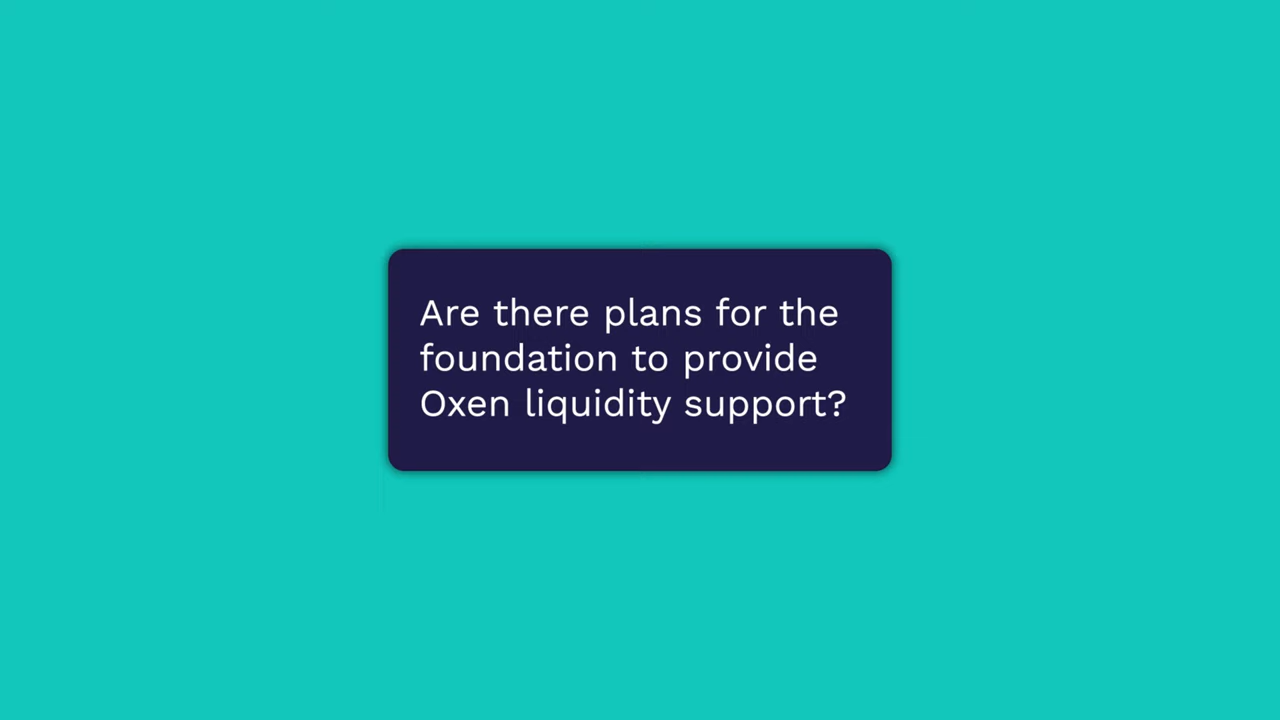 Are there plans for the
foundation to provide
Oxen liquidity support?